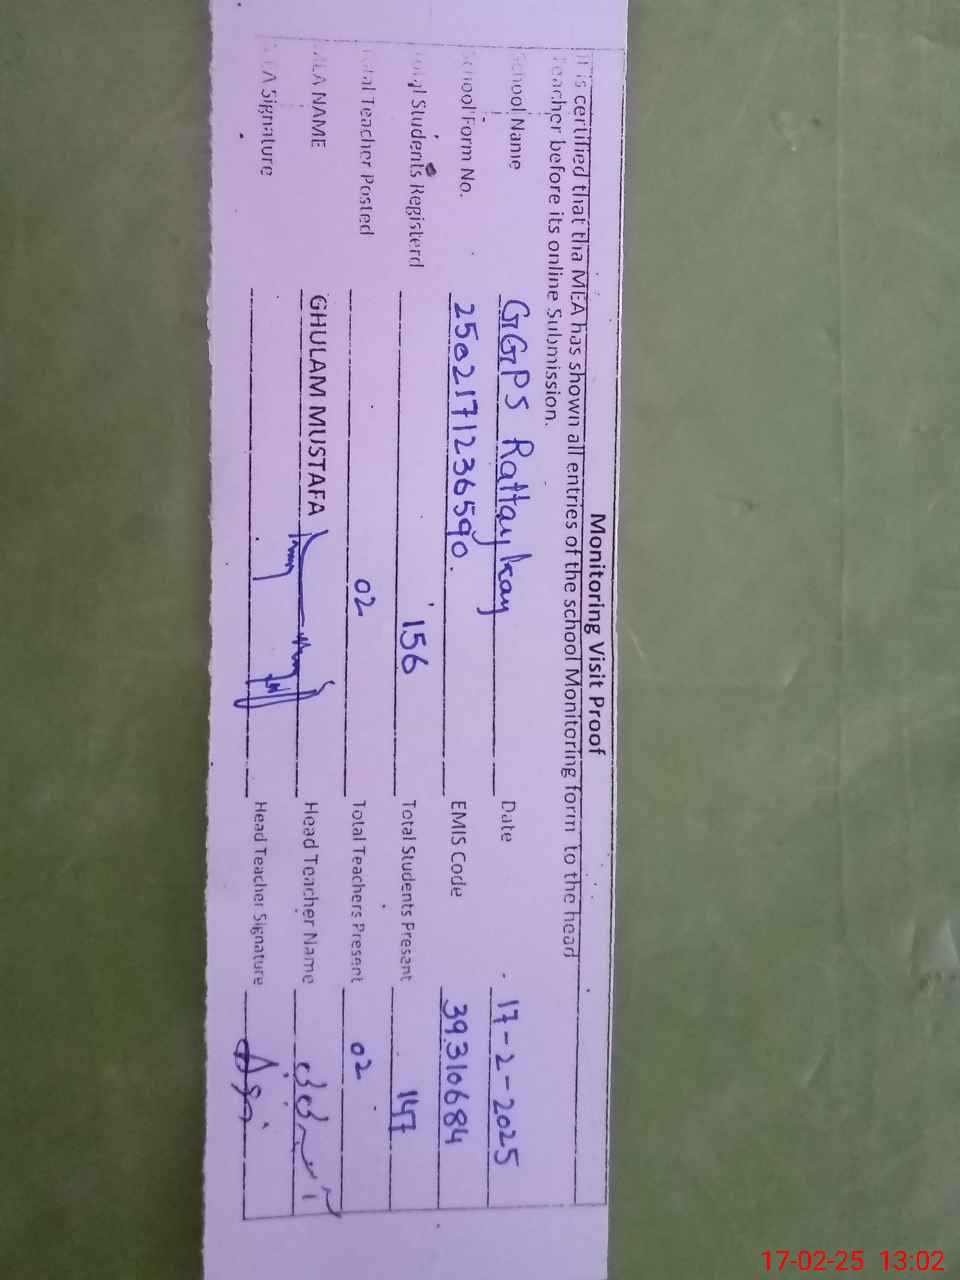 Monitoring Visit Proof
It is certified that tha MEA has shown all entries of the school Monitoring form to the head
Teacher before its online Submission.
School Name GGPS Rattay kay Date 17-2-2025
School Form No. 2502171236590. EMIS Code 39310684
Total Students Registerd 156 Total Students Present 147
Total Teacher Posted 02 Total Teachers Present 02
MEA NAME GHULAM MUSTAFA Head Teacher Name
MEA Signature Head Teacher Signature
17-02-25 13:02